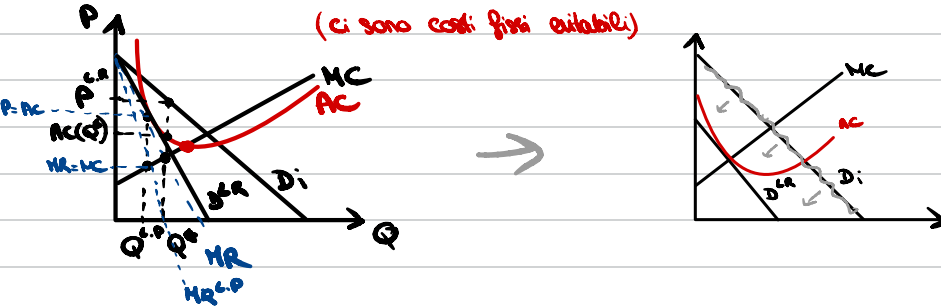 (ci sono costi fissi evitabili)
P
MC
AC
P^C.R
P=AC
AC(Q*)
MR=MC
D^LR
Di
Q^C.P
Q*
Q
MR
MR^C.P
MC
AC
D^LR
Di